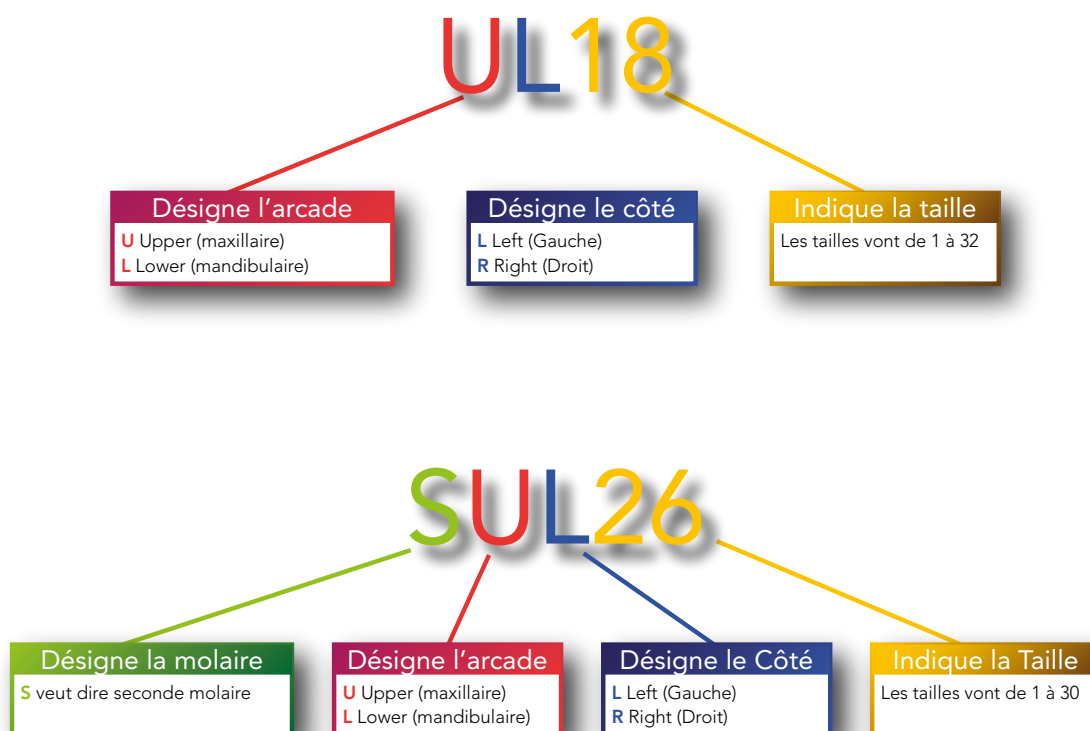 UL18
Désigne l'arcade
U Upper (maxillaire)
L Lower (mandibulaire)
Désigne le côté
L Left (Gauche)
R Right (Droit)
Indique la taille
Les tailles vont de 1 à 32
SUL26
Désigne la molaire
S veut dire seconde molaire
Désigne l'arcade
U Upper (maxillaire)
L Lower (mandibulaire)
Désigne le Côté
L Left (Gauche)
R Right (Droit)
Indique la Taille
Les tailles vont de 1 à 30